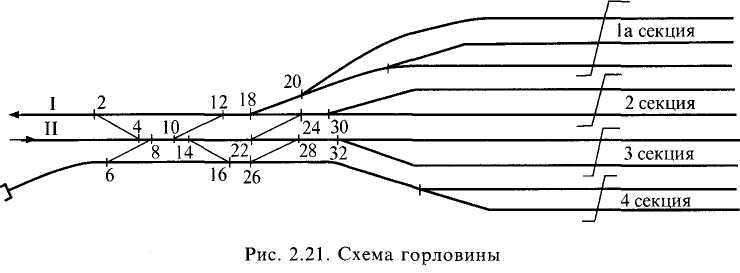 1а секция
20
I 2 12 18
2 секция
II 4 10 24 30
8 14 22 28 32
3 секция
6 16 26
4 секция
Рис. 2.21. Схема горловины